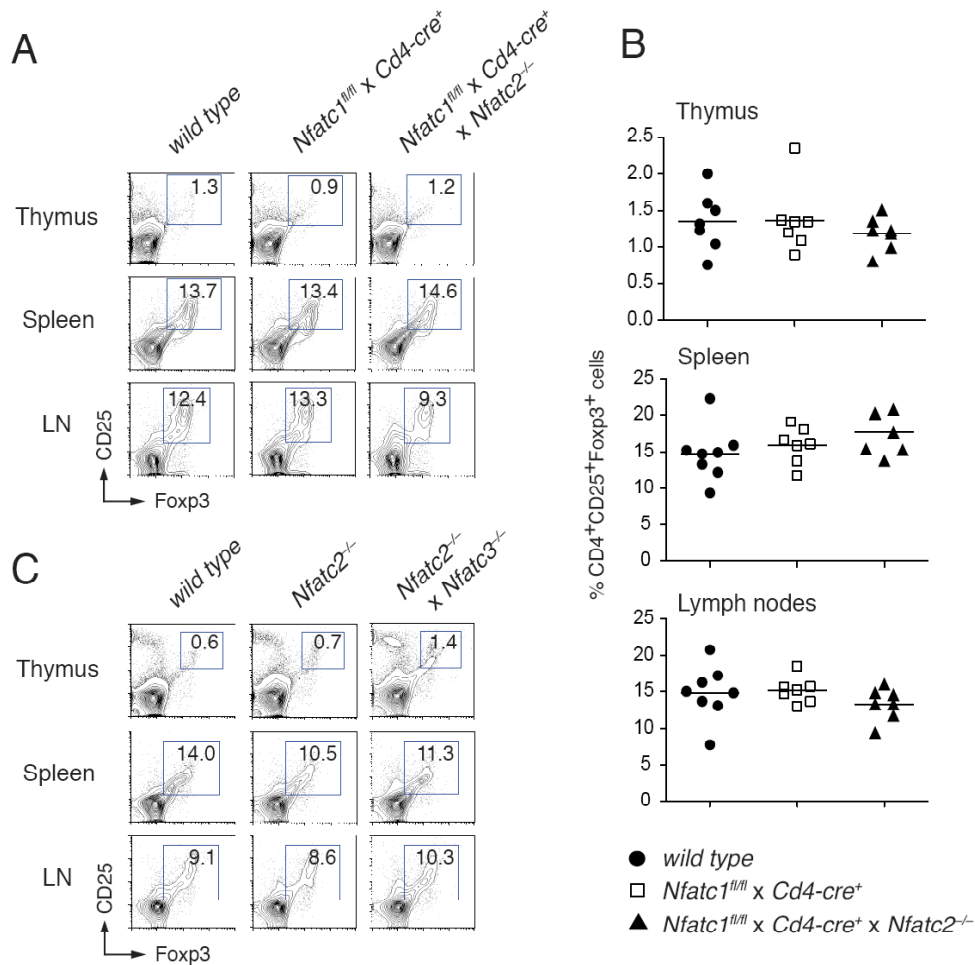 A
wild type
Nfatc1fl/fl x Cd4-cre+
Nfatc1fl/fl x Cd4-cre+
x Nfatc2–/–
Thymus
1.3
0.9
1.2
Spleen
13.7
13.4
14.6
LN
12.4
13.3
9.3
CD25
Foxp3
B
% CD4+CD25+Foxp3+ cells
Thymus
2.5
2.0
1.5
1.0
0.5
0.0
Spleen
25
20
15
10
5
0
Lymph nodes
25
20
15
10
5
0
wild type
Nfatc1fl/fl x Cd4-cre+
Nfatc1fl/fl x Cd4-cre+ x Nfatc2–/–
C
wild type
Nfatc2–/–
Nfatc2–/–
x Nfatc3–/–
Thymus
0.6
0.7
1.4
Spleen
14.0
10.5
11.3
LN
9.1
8.6
10.3
CD25
Foxp3